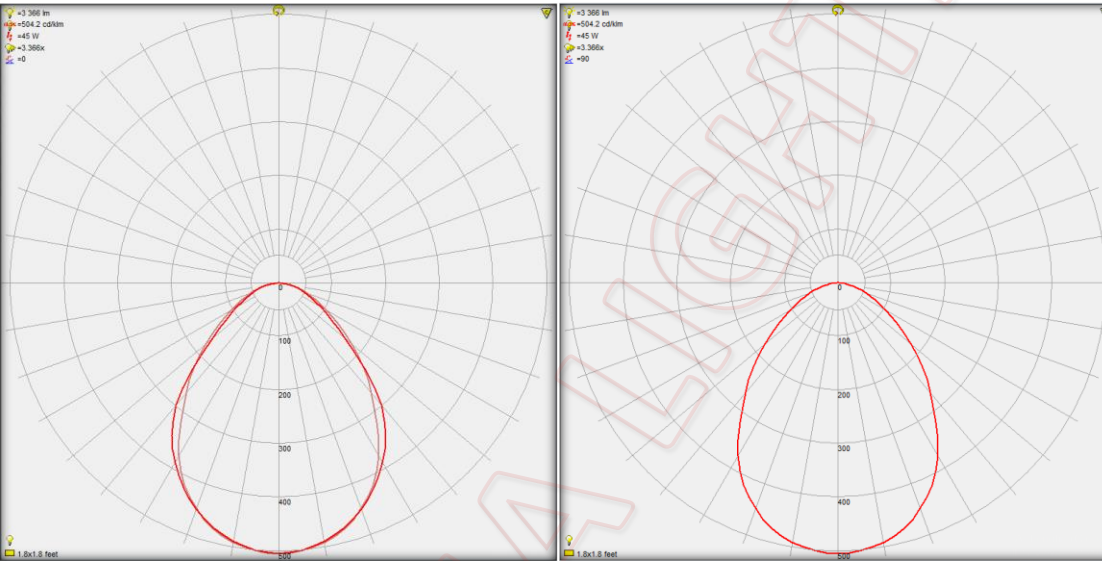 =3 366 lm
=504.2 cd/klm
=45 W
=3.366x
=0
0
100
200
300
400
500
1.8x1.8 feet
=3 366 lm
=504.2 cd/klm
=45 W
=3.366x
=90
0
100
200
300
400
500
1.8x1.8 feet
A LIGHT